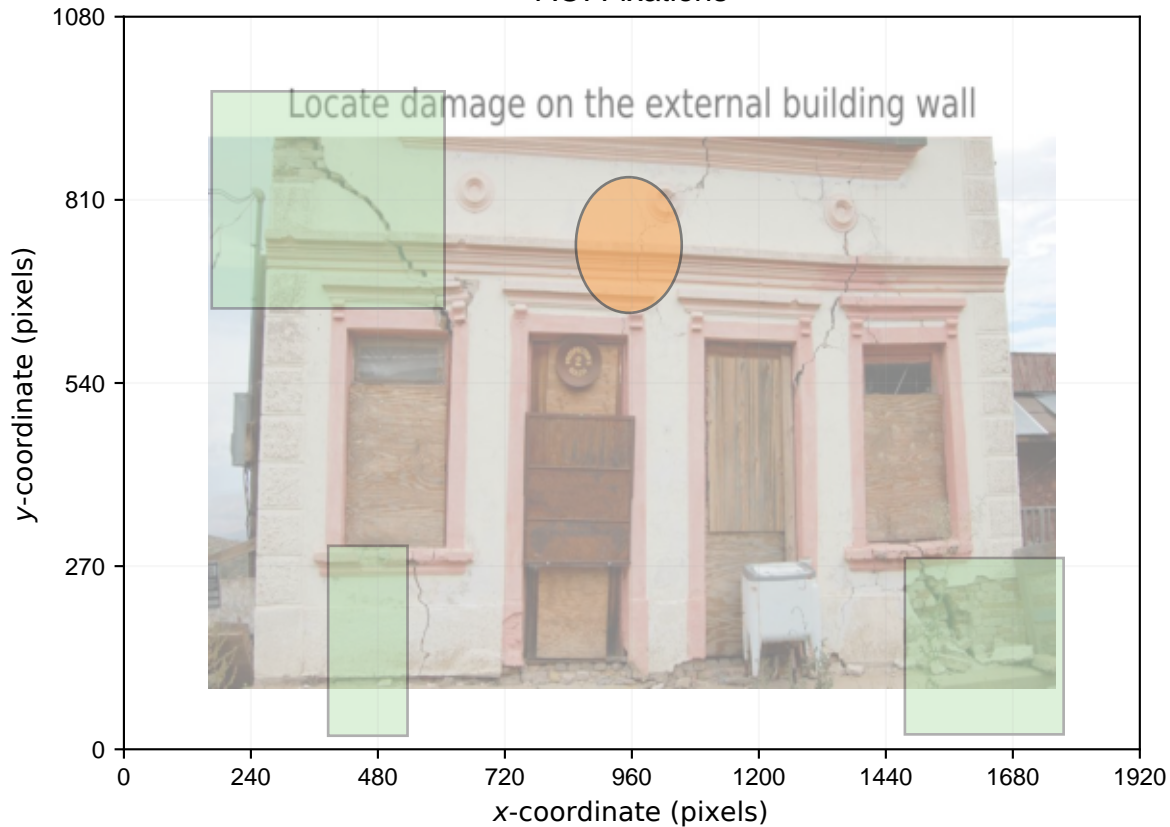 AOI Fixations
1080
Locate damage on the external building wall
810
540
270
0
0 240 480 720 960 1200 1440 1680 1920
y-coordinate (pixels)
x-coordinate (pixels)